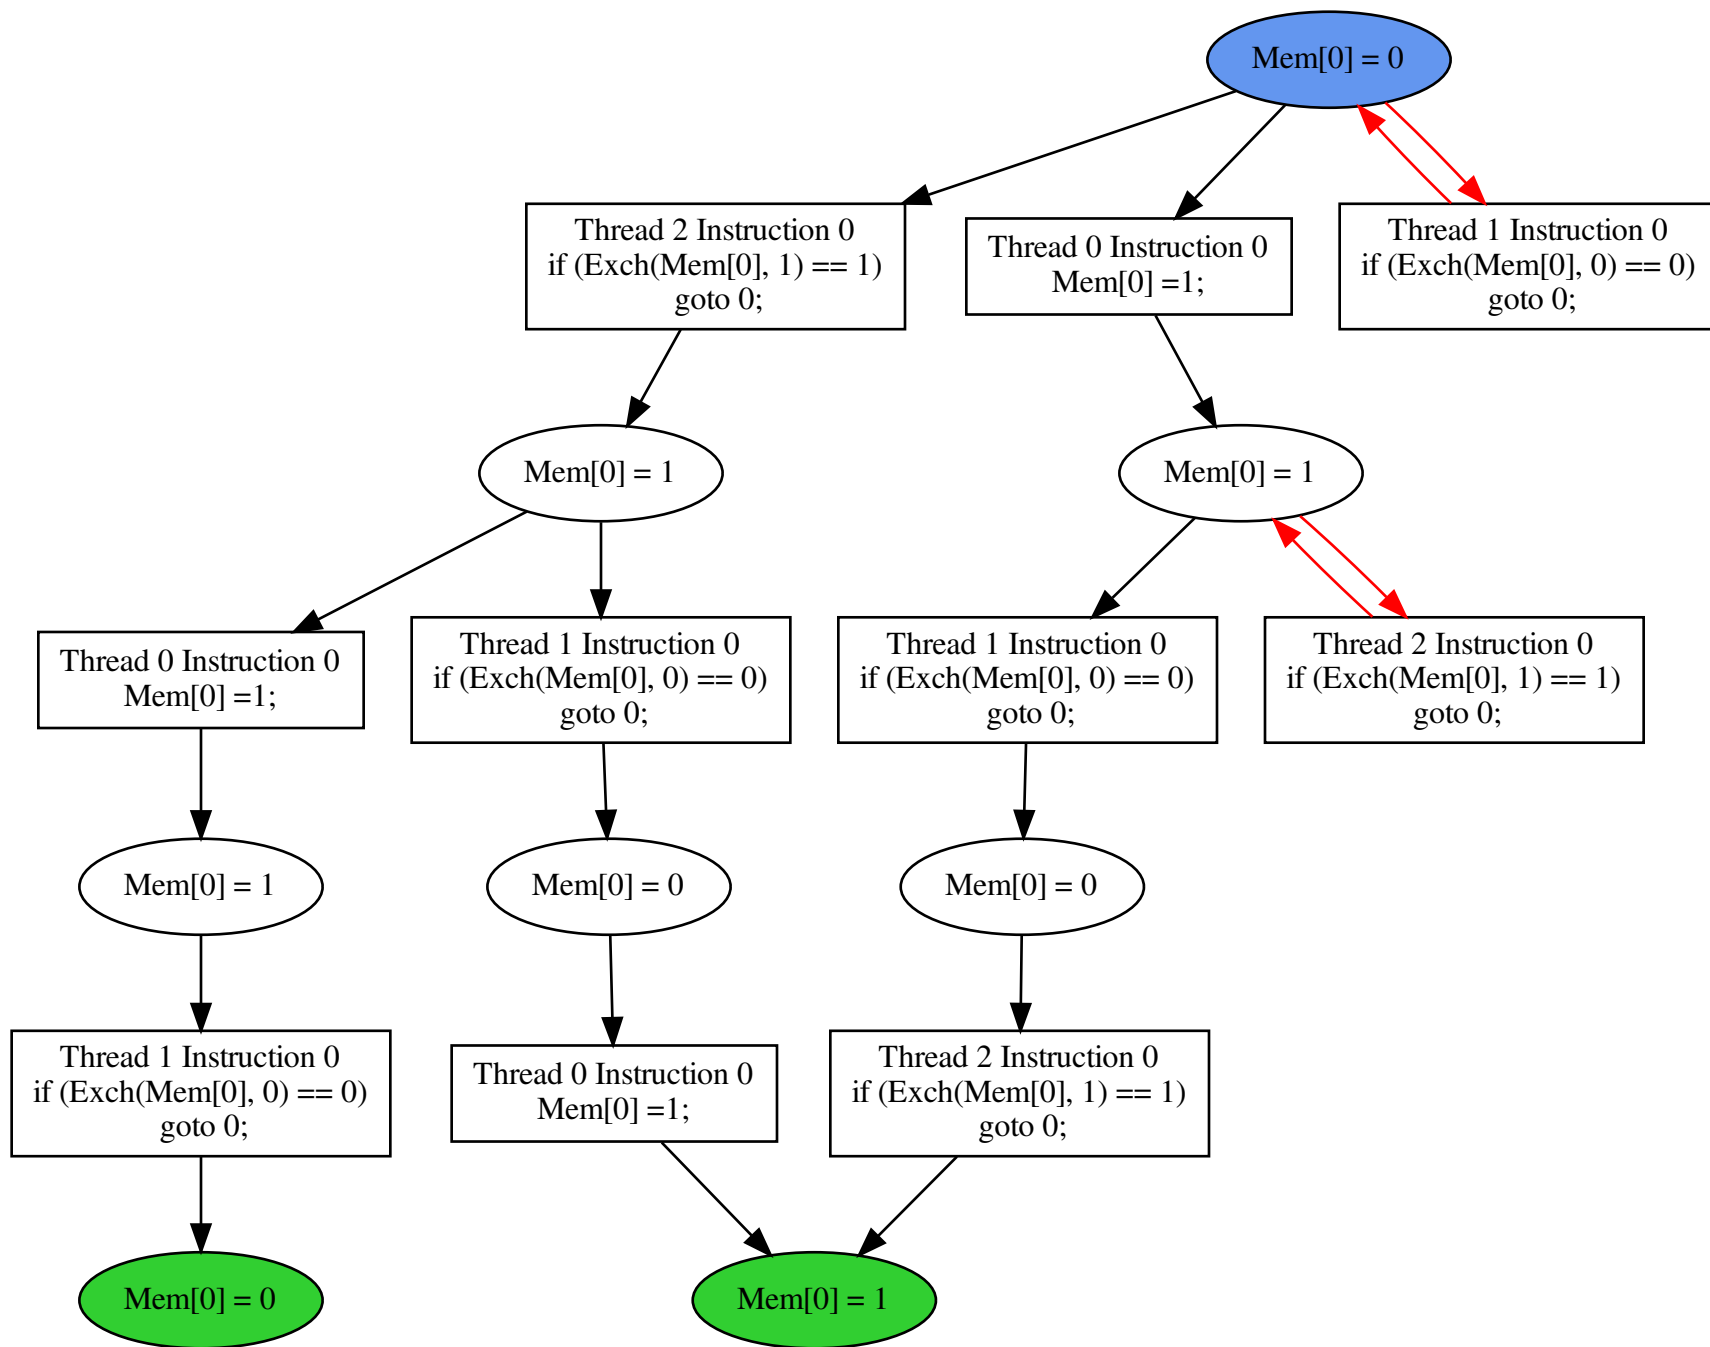 Mem[0] = 0
Thread 2 Instruction 0
if (Exch(Mem[0], 1) == 1)
goto 0;
Thread 0 Instruction 0
Mem[0] =1;
Thread 1 Instruction 0
if (Exch(Mem[0], 0) == 0)
goto 0;
Mem[0] = 1
Mem[0] = 1
Thread 0 Instruction 0
Mem[0] =1;
Thread 1 Instruction 0
if (Exch(Mem[0], 0) == 0)
goto 0;
Thread 1 Instruction 0
if (Exch(Mem[0], 0) == 0)
goto 0;
Thread 2 Instruction 0
if (Exch(Mem[0], 1) == 1)
goto 0;
Mem[0] = 1
Mem[0] = 0
Mem[0] = 0
Thread 1 Instruction 0
if (Exch(Mem[0], 0) == 0)
goto 0;
Thread 0 Instruction 0
Mem[0] =1;
Thread 2 Instruction 0
if (Exch(Mem[0], 1) == 1)
goto 0;
Mem[0] = 0
Mem[0] = 1